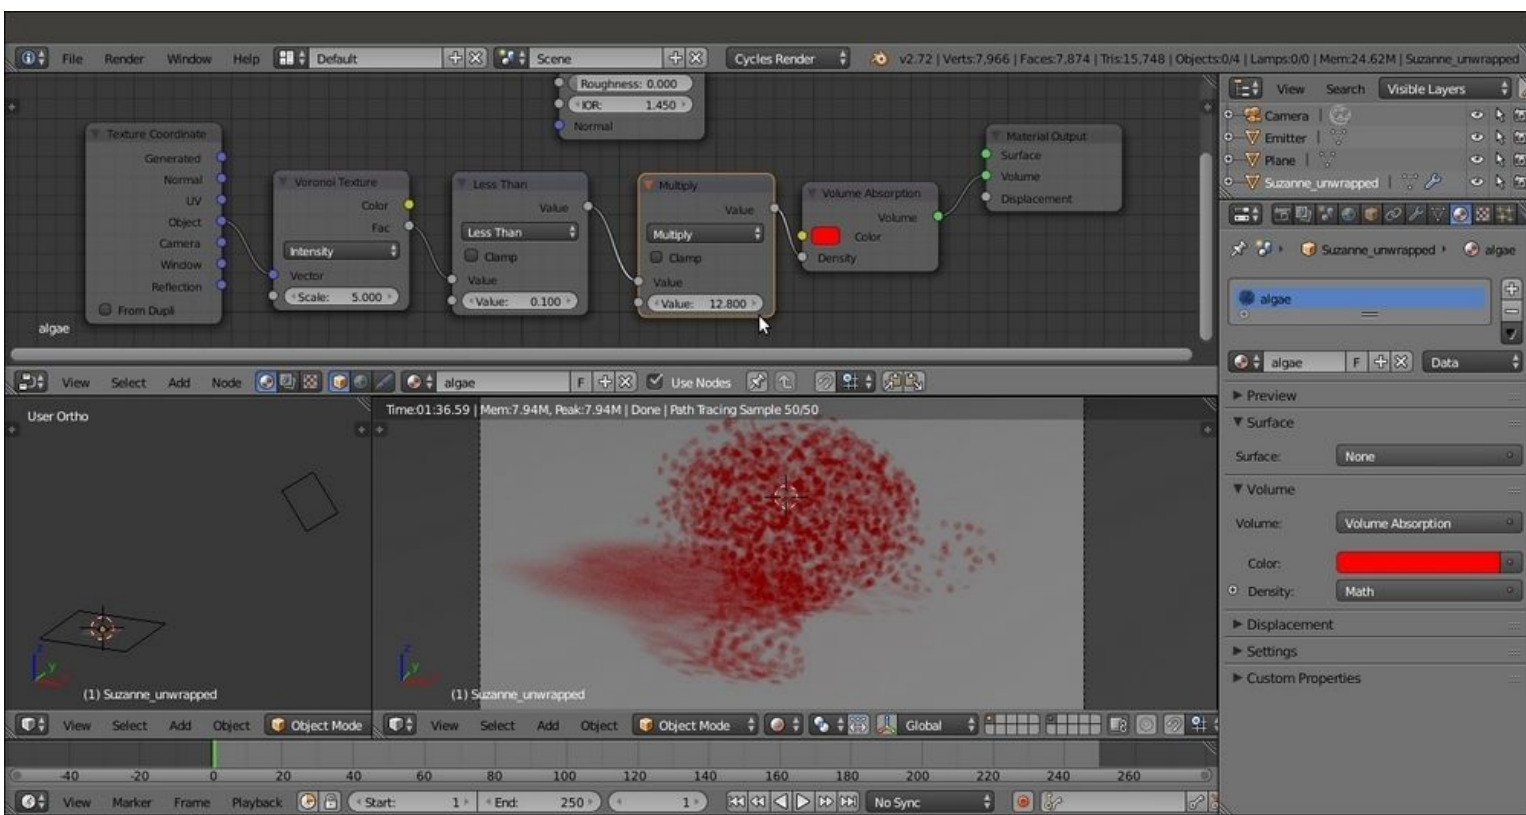 File Render Window Help Default Scene Cycles Render v2.72 | Verts:7,966 | Faces:7,874 | Tris:15,748 | Objects:0/4 | Lamps:0/0 | Mem:24.62M | Suzanne_unwrapped
Roughness: 0.000
IOR: 1.450
Normal
Texture Coordinate
Generated
Normal
UV
Object
Camera
Window
Reflection
From Dupli
Voronoi Texture
Color
Fac
Intensity
Vector
Scale: 5.000
Less Than
Value
Less Than
Clamp
Value
Value: 0.100
Multiply
Value
Multiply
Clamp
Value
Value: 12.800
Volume Absorption
Volume
Color
Density
Material Output
Surface
Volume
Displacement
algae
View Select Add Node algae F Use Nodes
User Ortho
(1) Suzanne_unwrapped
View Select Add Object Object Mode
Time:01:36.59 | Mem:7.94M, Peak:7.94M | Done | Path Tracing Sample 50/50
(1) Suzanne_unwrapped
View Select Add Object Object Mode Global
-40 -20 0 20 40 60 80 100 120 140 160 180 200 220 240 260
View Marker Frame Playback Start: 1 End: 250 1 No Sync
View Search Visible Layers
Camera
Emitter
Plane
Suzanne_unwrapped
Suzanne_unwrapped algae
algae
algae F Data
Preview
Surface
Surface: None
Volume
Volume: Volume Absorption
Color:
Density: Math
Displacement
Settings
Custom Properties